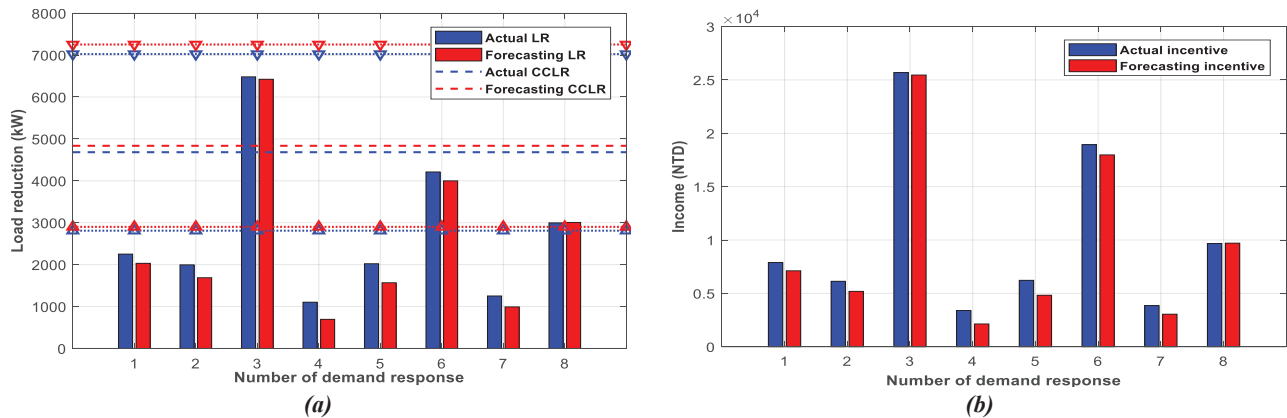 8000
7000
6000
5000
4000
3000
2000
1000
0
Load reduction (kW)
Actual LR
Forecasting LR
Actual CCLR
Forecasting CCLR
1 2 3 4 5 6 7 8
Number of demand response
(a)
× 10⁴
3
2.5
2
1.5
1
0.5
0
Income (NTD)
Actual incentive
Forecasting incentive
1 2 3 4 5 6 7 8
Number of demand response
(b)